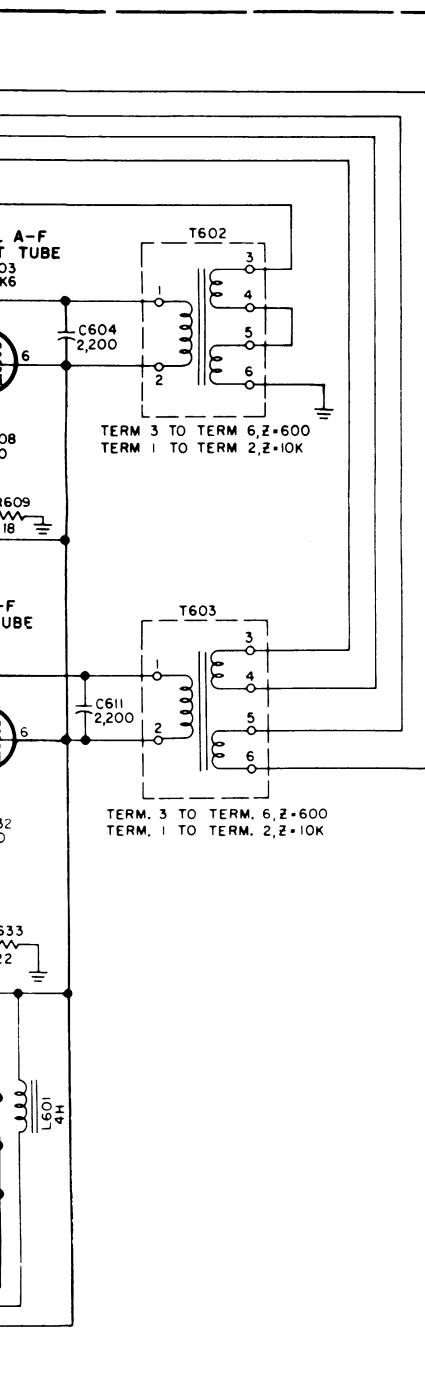 A-F
T TUBE
03
K6
T602
3
1
4
C604
2,200
5
6
2
6
TERM 3 TO TERM 6,Z=600
TERM 1 TO TERM 2,Z=10K
08
0
R609
18
-F
UBE
T603
3
1
4
C611
2,200
5
6
2
6
TERM. 3 TO TERM. 6,Z=600
TERM. 1 TO TERM. 2,Z=10K
32
0
633
22
L601
4H